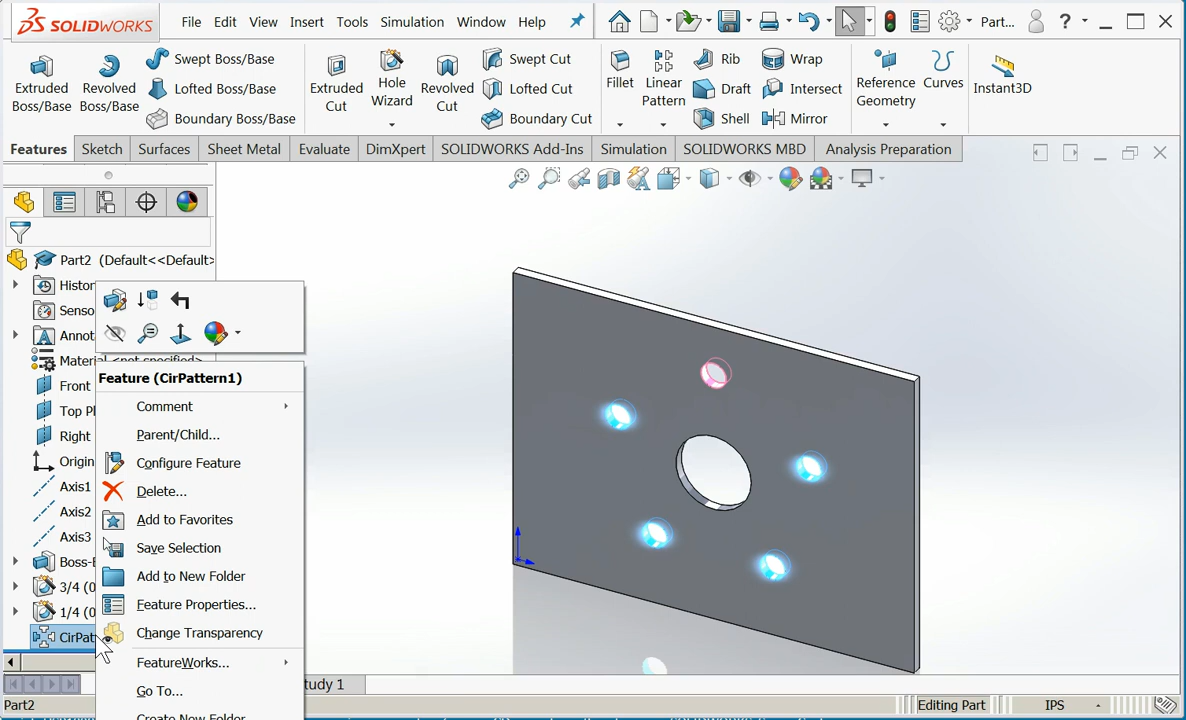 SOLIDWORKS File Edit View Insert Tools Simulation Window Help Part... ?
Extruded Boss/Base
Revolved Boss/Base
Swept Boss/Base
Lofted Boss/Base
Boundary Boss/Base
Extruded Cut
Hole Wizard
Revolved Cut
Swept Cut
Lofted Cut
Boundary Cut
Fillet
Linear Pattern
Rib
Draft
Shell
Wrap
Intersect
Mirror
Reference Geometry
Curves
Instant3D
Features Sketch Surfaces Sheet Metal Evaluate DimXpert SOLIDWORKS Add-Ins Simulation SOLIDWORKS MBD Analysis Preparation
Part2 (Default<<Default>
Histor
Senso
Annota
Material <not specified>
Front
Top Pl
Right
Origin
Axis1
Axis2
Axis3
Boss-E
3/4 (0
1/4 (0
CirPat
Feature (CirPattern1)
Comment
Parent/Child...
Configure Feature
Delete...
Add to Favorites
Save Selection
Add to New Folder
Feature Properties...
Change Transparency
FeatureWorks...
Go To...
Create New Folder
tudy 1
Part2 Editing Part IPS